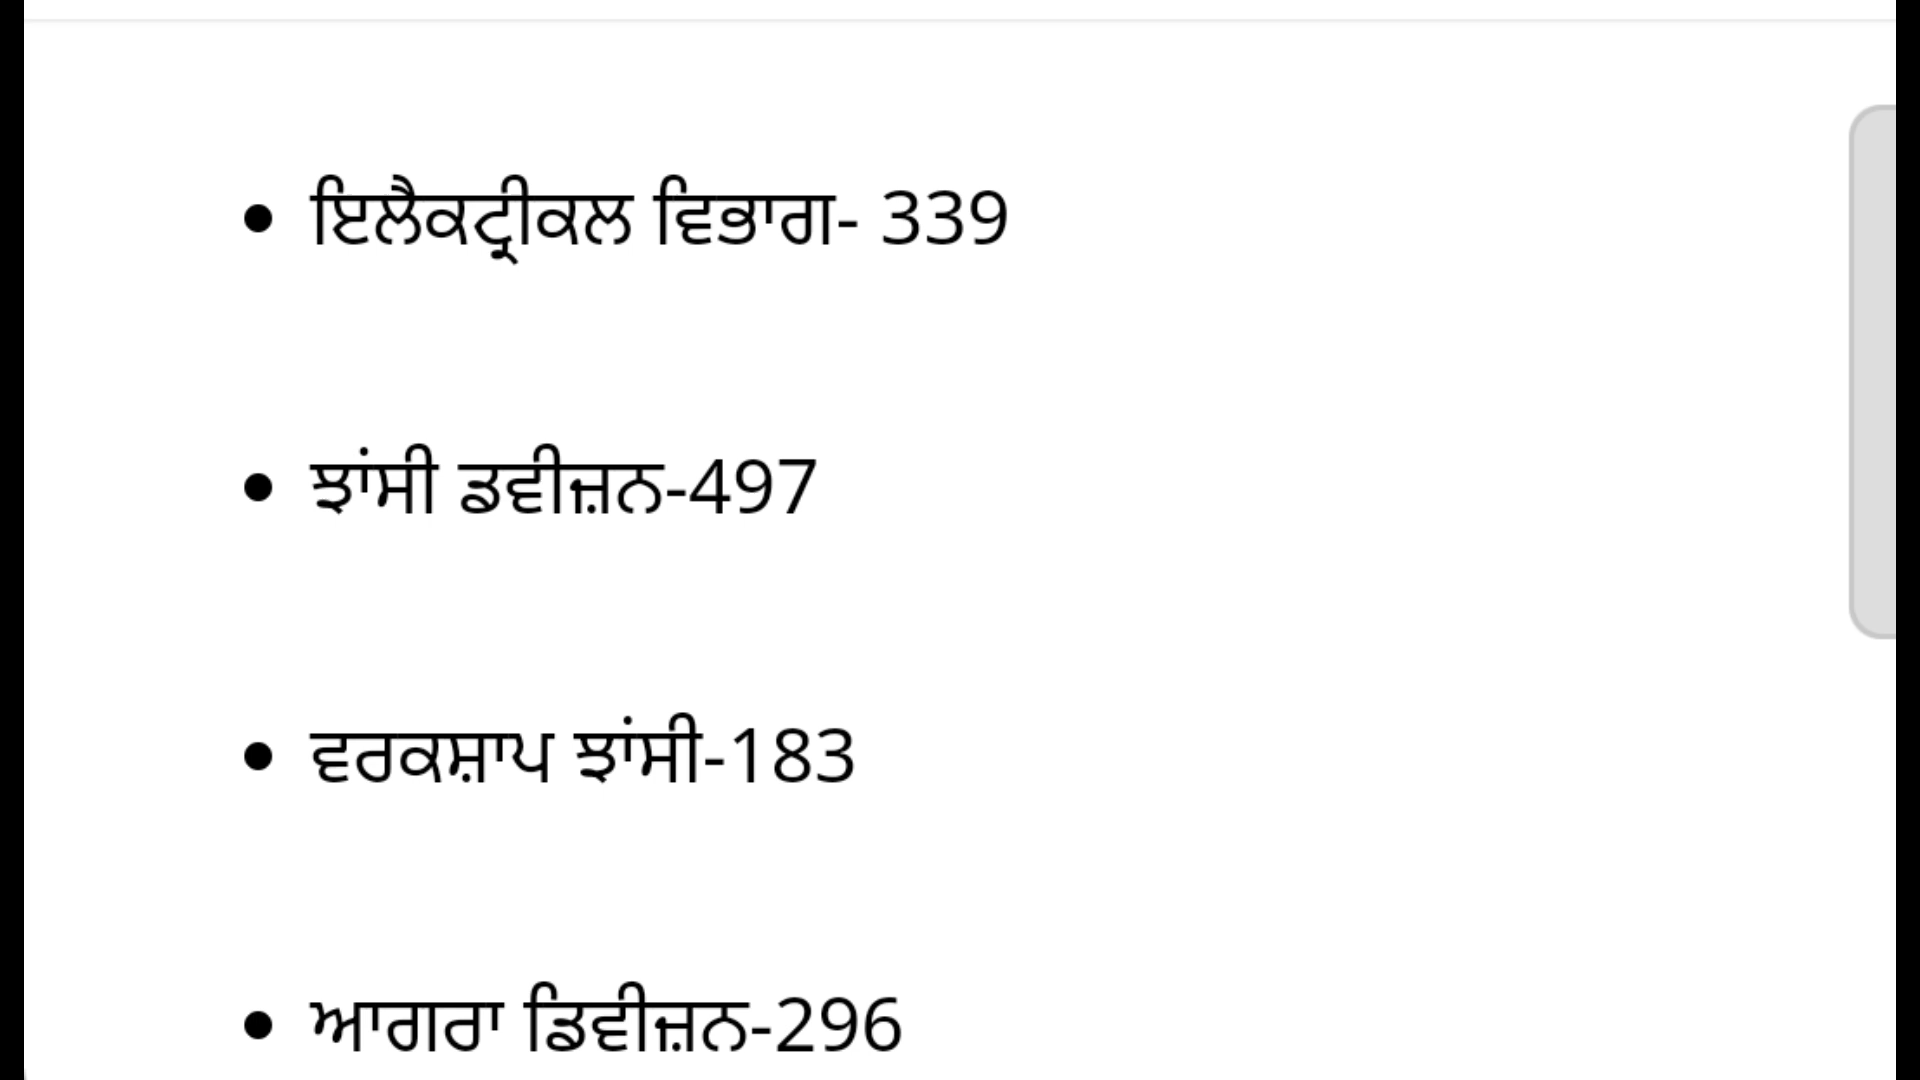 • ਇਲੈਕਟ੍ਰੀਕਲ ਵਿਭਾਗ- 339
• ਝਾਂਸੀ ਡਵੀਜ਼ਨ-497
• ਵਰਕਸ਼ਾਪ ਝਾਂਸੀ-183
• ਆਗਰਾ ਡਿਵੀਜ਼ਨ-296